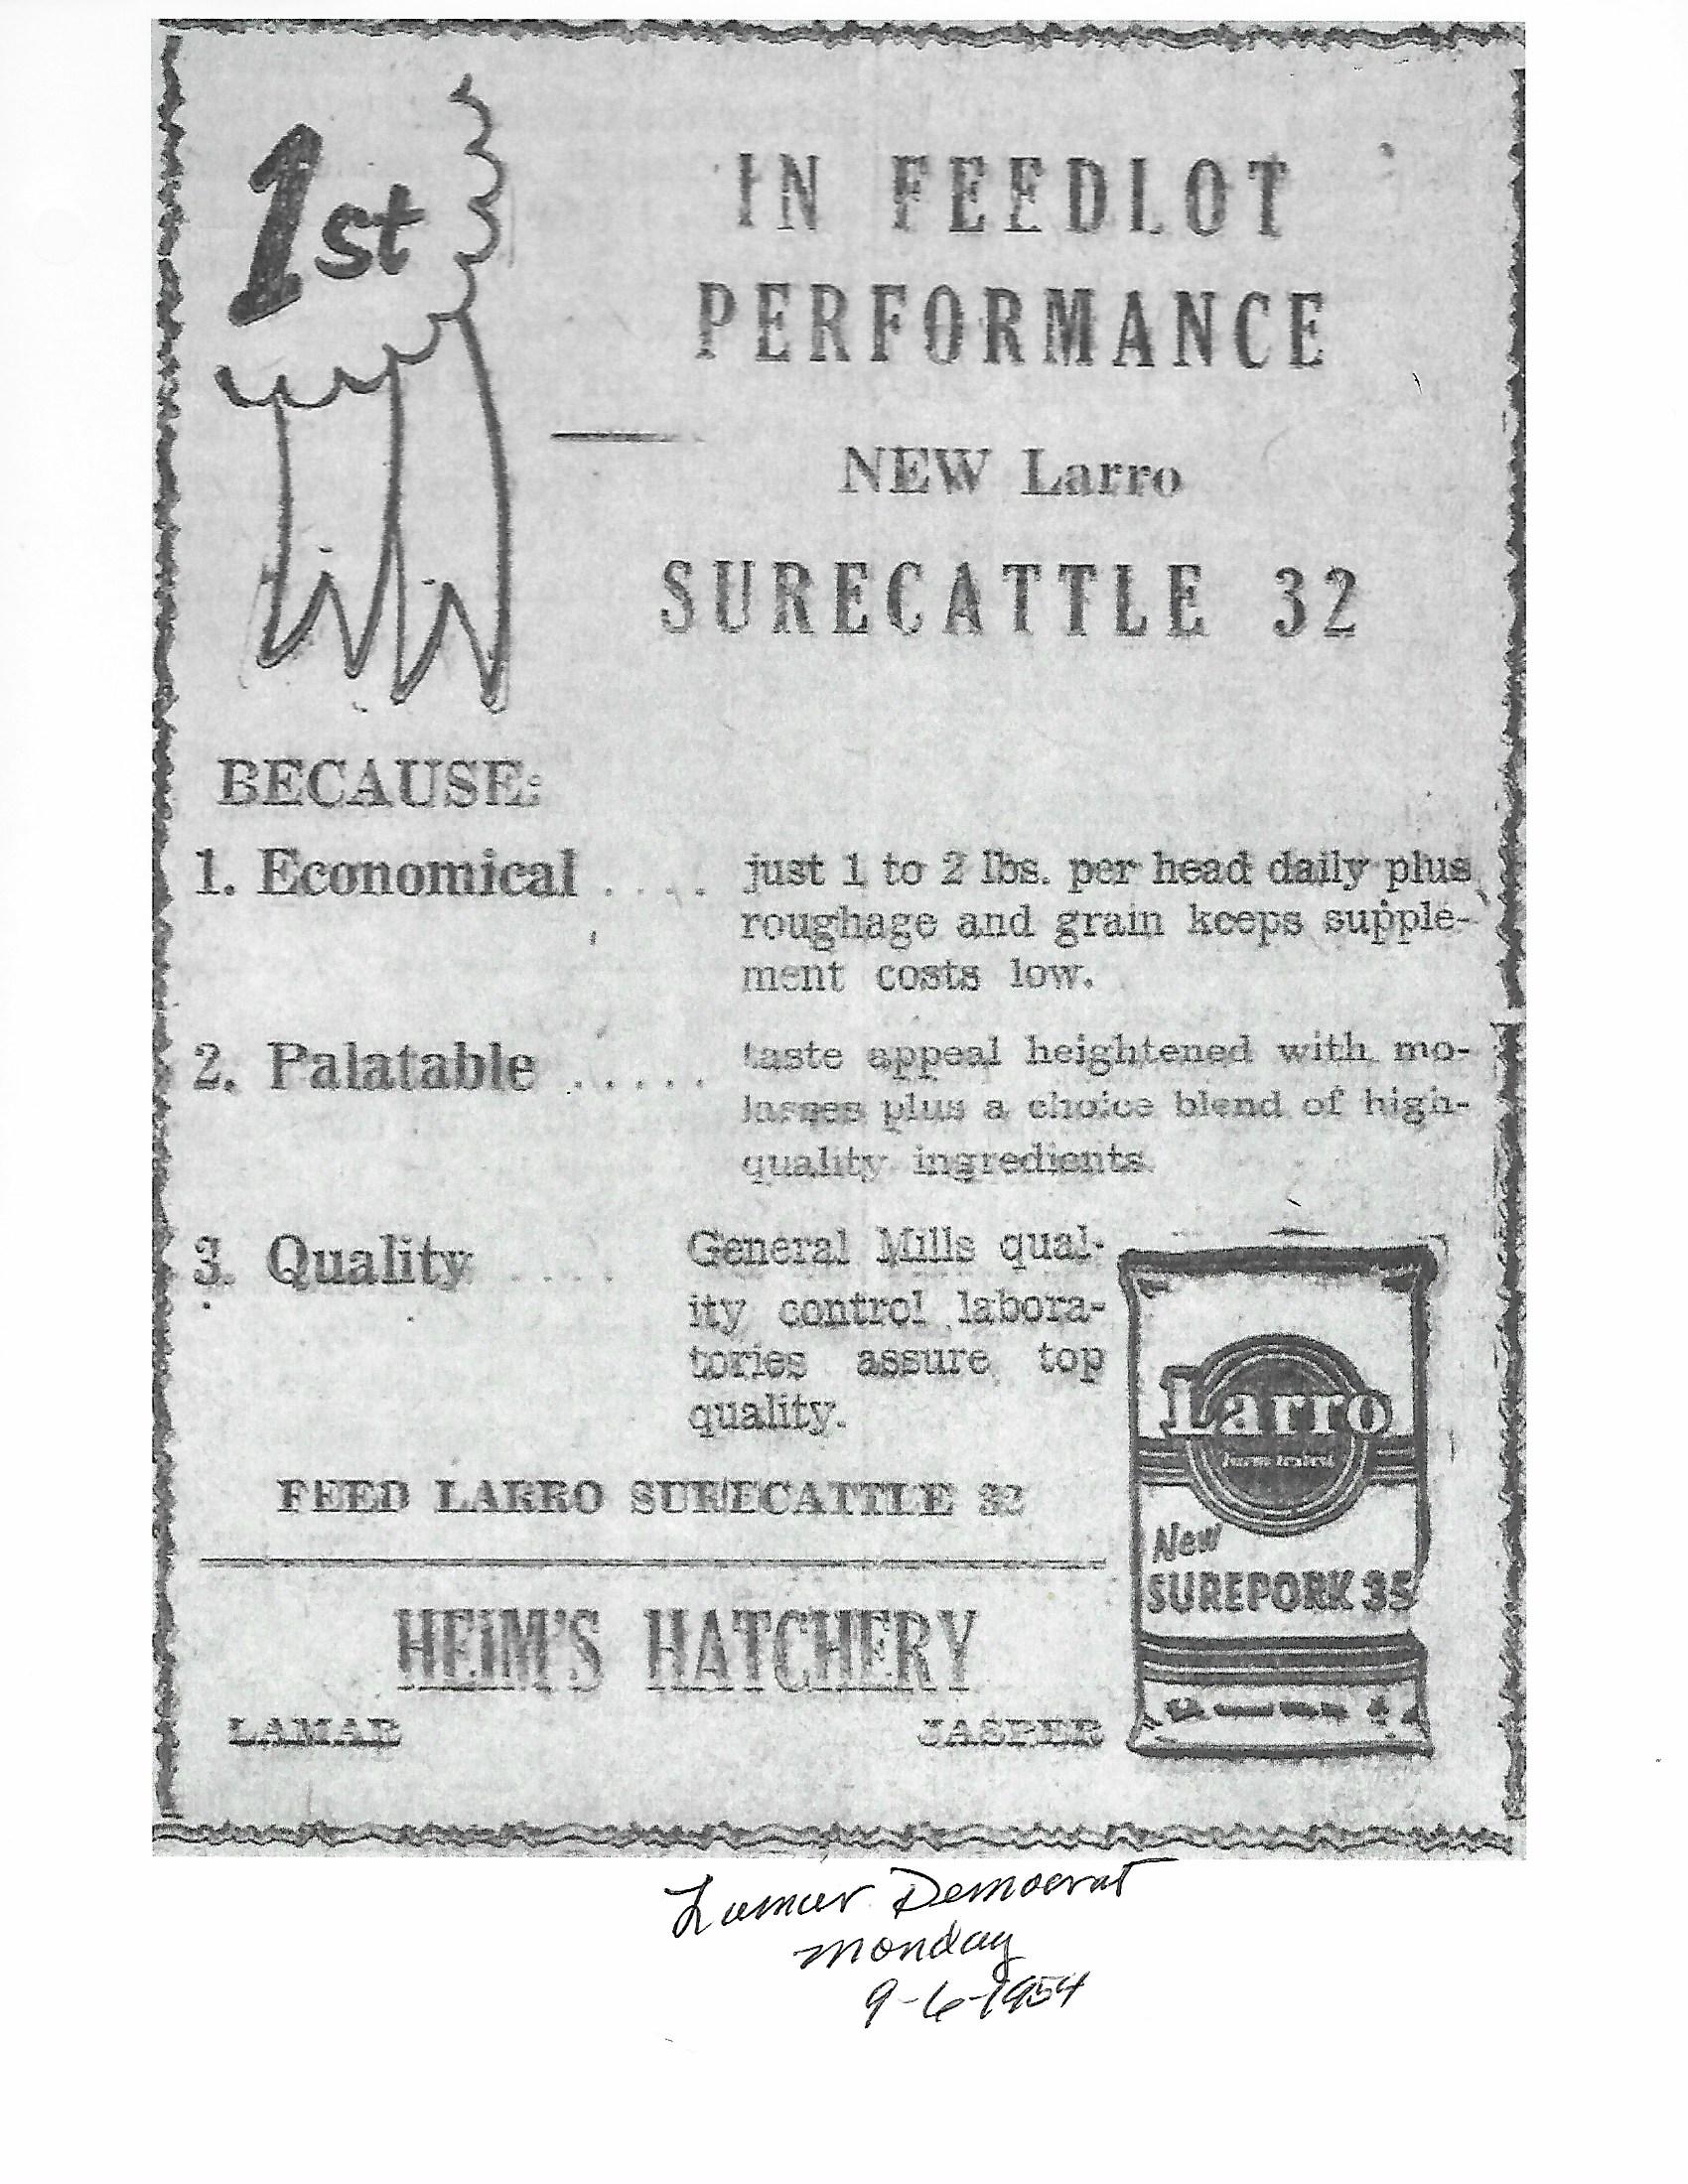 1st
IN FEEDLOT
PERFORMANCE
NEW Larro
SURECATTLE 32
BECAUSE:
1. Economical .... just 1 to 2 lbs. per head daily plus
roughage and grain keeps supple-
ment costs low.
2. Palatable ..... taste appeal heightened with mo-
lasses plus a choice blend of high-
quality ingredients.
3. Quality .... General Mills qual-
ity control labora-
tories assure top
quality.
Larro
Farm tested
New
SUREPORK 35
FEED LARRO SURECATTLE 32
HEIM'S HATCHERY
LAMAR JASPER
Lamar Democrat
Monday
9-6-1954